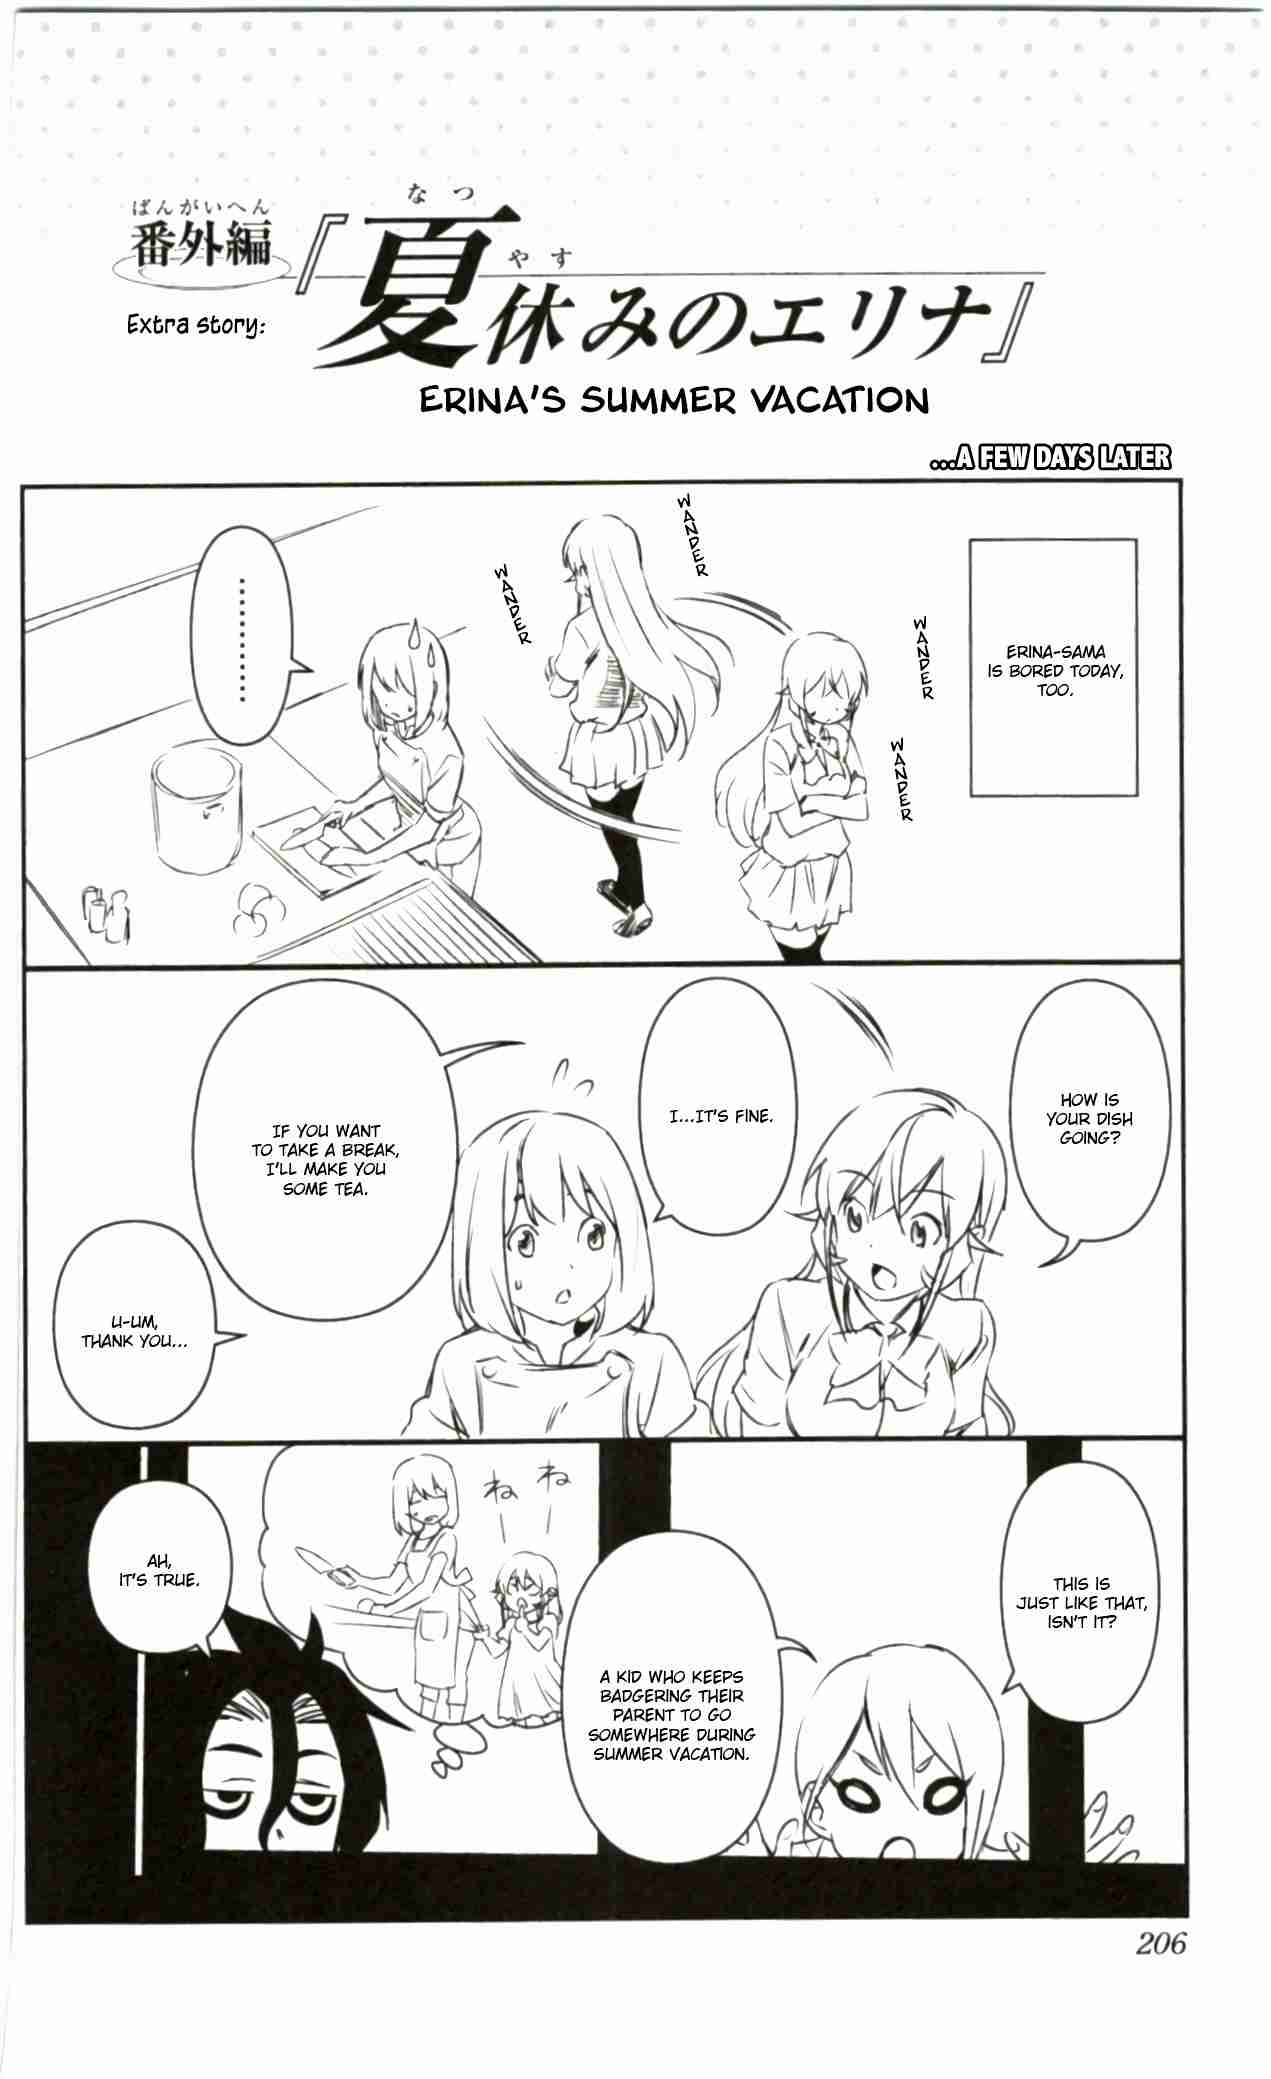 ばんがいへん
番外編
Extra story:
なつ
やす
『夏休みのエリナ』
ERINA'S SUMMER VACATION
...A FEW DAYS LATER
ERINA-SAMA
IS BORED TODAY,
TOO.
WANDER
WANDER
WANDER
WANDER
..........
HOW IS
YOUR DISH
GOING?
I...IT'S FINE.
IF YOU WANT
TO TAKE A BREAK,
I'LL MAKE YOU
SOME TEA.
U-UM,
THANK YOU...
THIS IS
JUST LIKE THAT,
ISN'T IT?
A KID WHO KEEPS
BADGERING THEIR
PARENT TO GO
SOMEWHERE DURING
SUMMER VACATION.
ねね
AH,
IT'S TRUE.
206